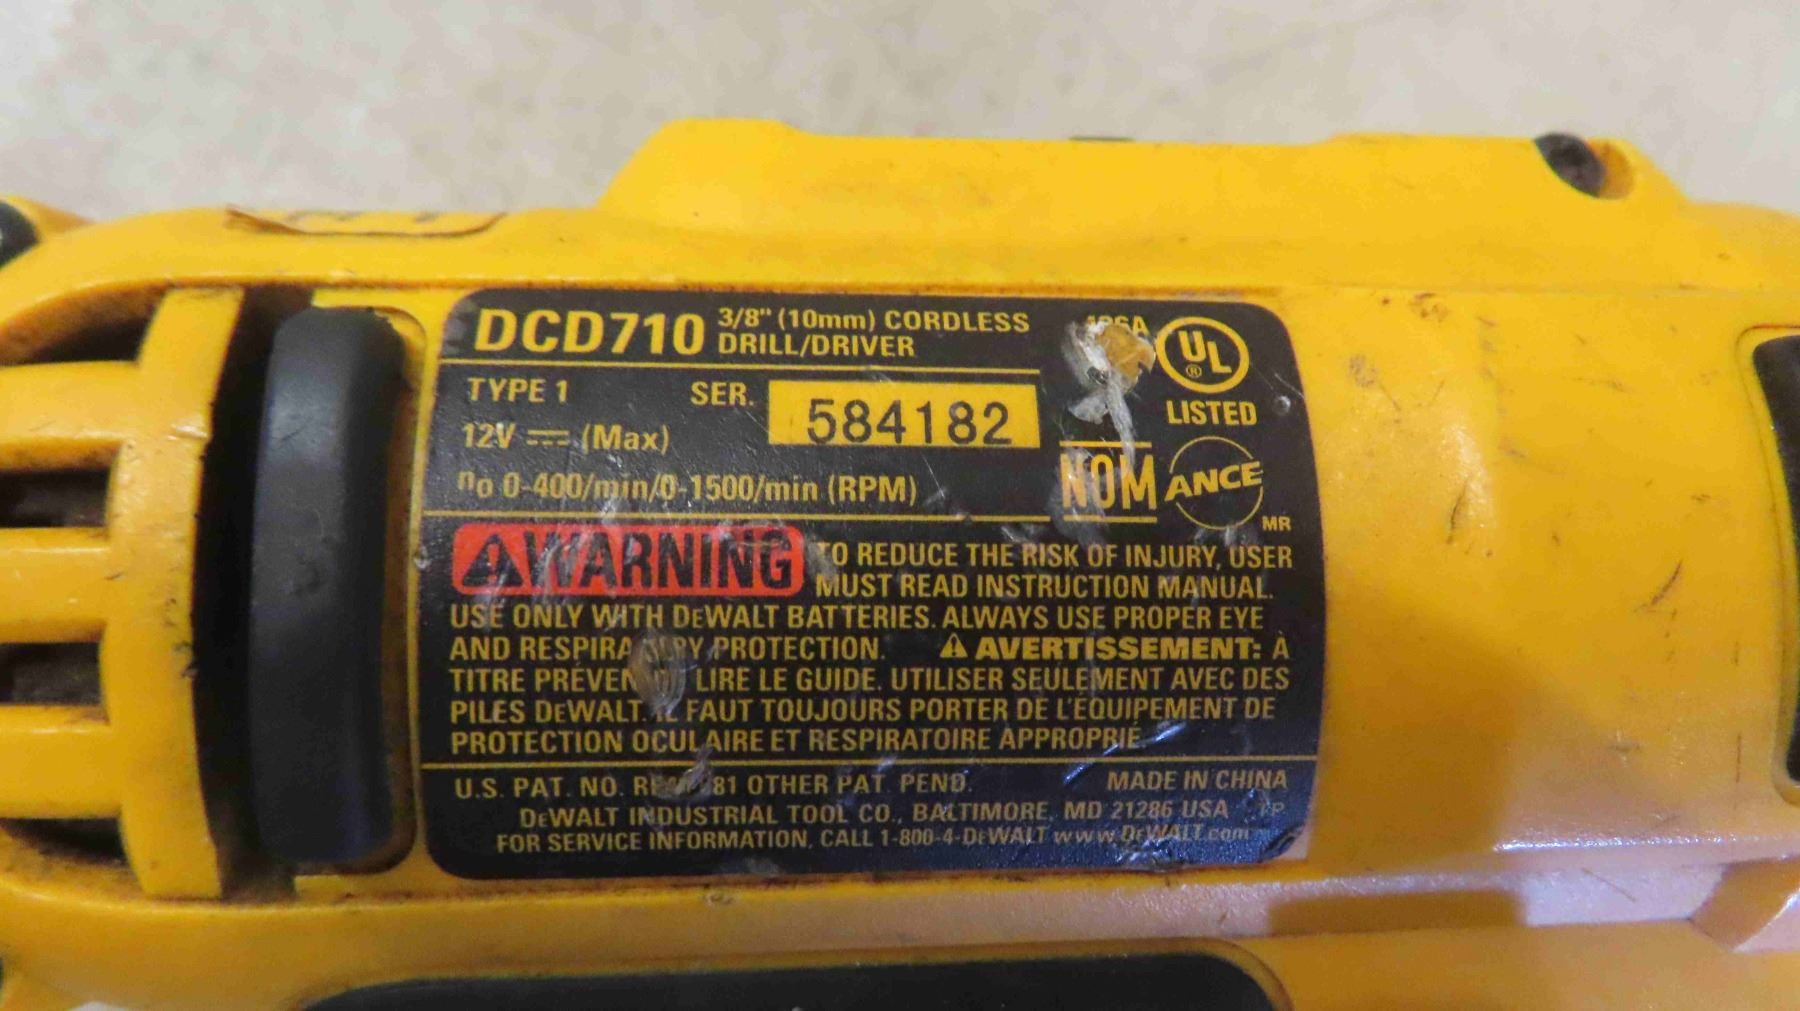 DCD710 3/8" (10mm) CORDLESS
DRILL/DRIVER
UL
®
LISTED
TYPE 1 SER. 584182
12V ⎓ (Max)
n₀ 0-400/min/0-1500/min (RPM)
NOM ANCE
MR
WARNING TO REDUCE THE RISK OF INJURY, USER
MUST READ INSTRUCTION MANUAL.
USE ONLY WITH DEWALT BATTERIES. ALWAYS USE PROPER EYE
AND PROTECTION. AVERTISSEMENT: À
TITRE LIRE LE GUIDE. UTILISER SEULEMENT AVEC DES
PILES DEWALT. IL FAUT TOUJOURS PORTER DE L'ÉQUIPEMENT DE
PROTECTION OCULAIRE ET RESPIRATOIRE APPROPRIÉ
U.S. PAT. NO. OTHER PAT. PEND. MADE IN CHINA
DEWALT INDUSTRIAL TOOL CO., BALTIMORE, MD 21286 USA TP
FOR SERVICE INFORMATION, CALL 1-800-4-DEWALT www.DEWALT.com